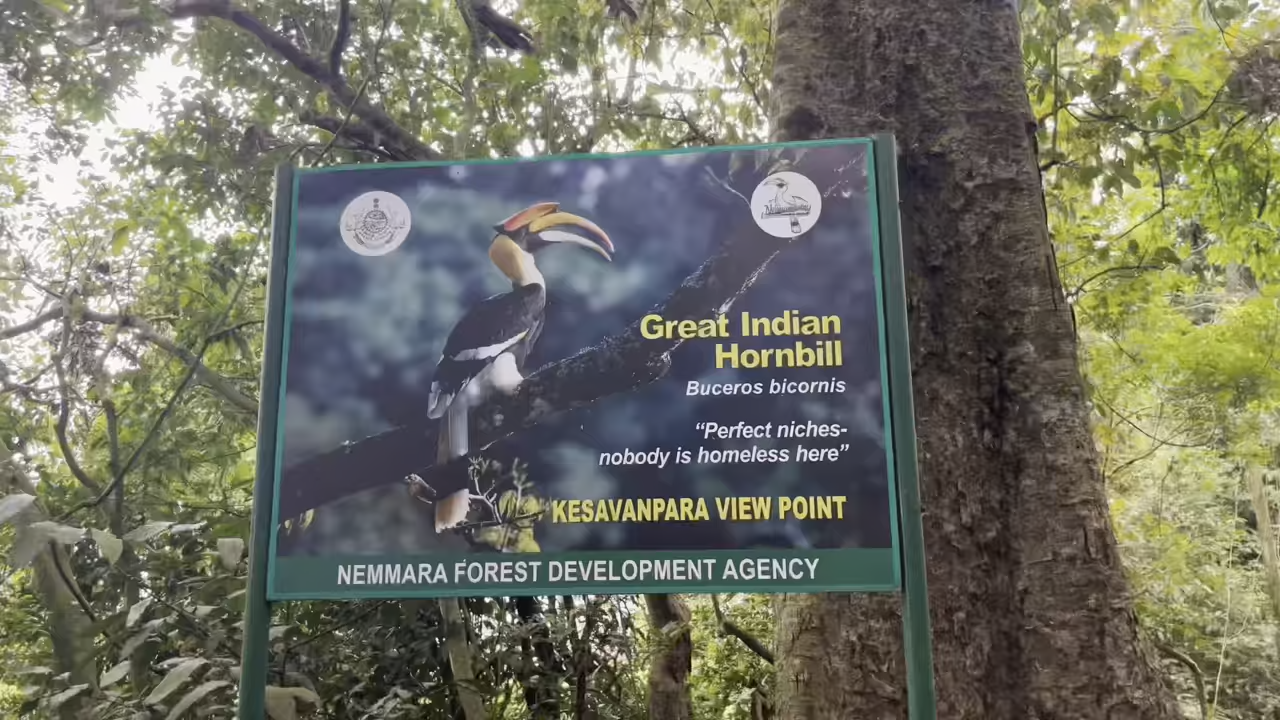 Great Indian
Hornbill
Buceros bicornis
“Perfect niches-
nobody is homeless here”
KESAVANPARA VIEW POINT
NEMMARA FOREST DEVELOPMENT AGENCY